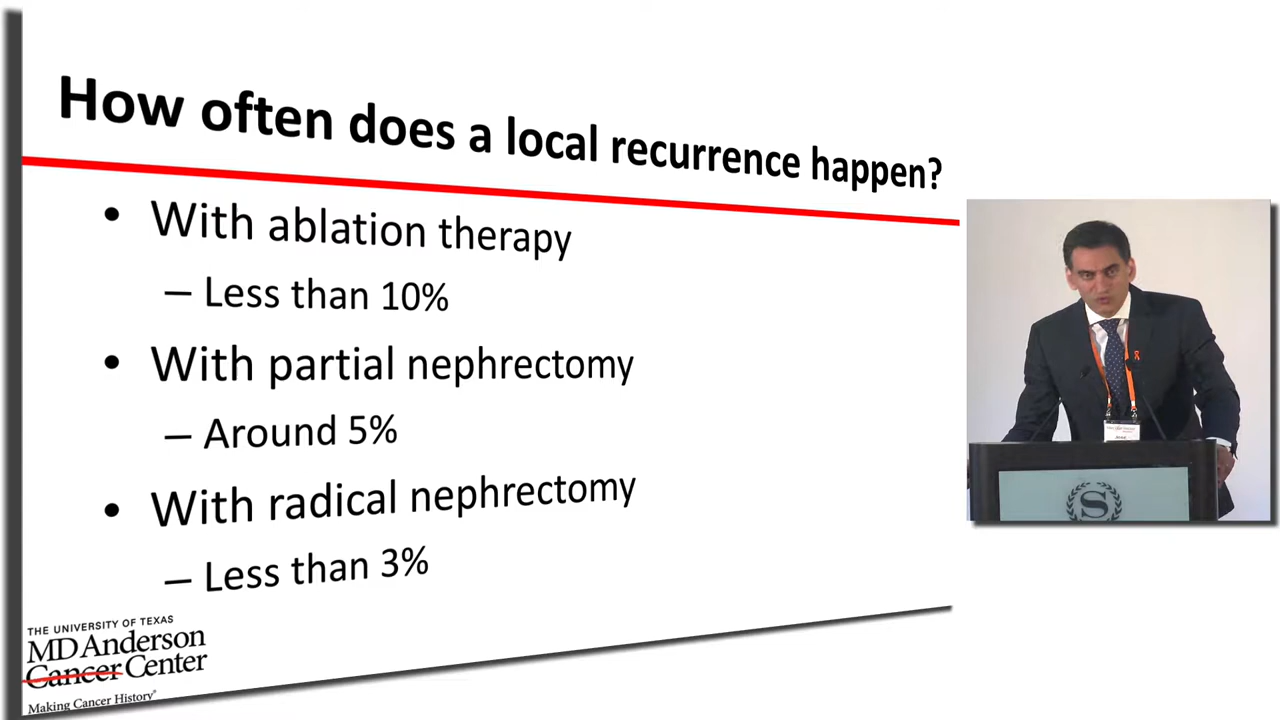 How often does a local recurrence happen?
• With ablation therapy
– Less than 10%
• With partial nephrectomy
– Around 5%
• With radical nephrectomy
– Less than 3%
THE UNIVERSITY OF TEXAS
MD Anderson
Cancer Center
Making Cancer History®
S